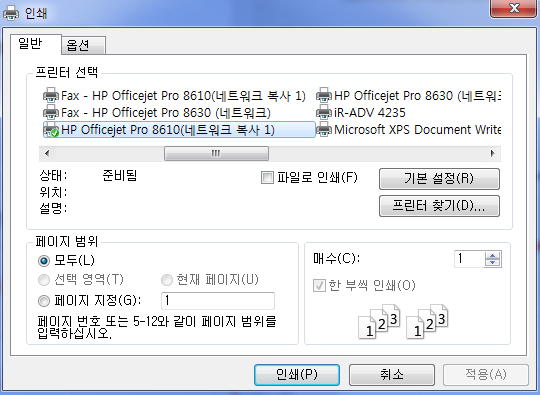 인쇄
일반
옵션
프린터 선택
Fax - HP Officejet Pro 8610(네트워크 복사 1)
HP Officejet Pro 8630 (네트워크
Fax - HP Officejet Pro 8630 (네트워크)
iR-ADV 4235
HP Officejet Pro 8610(네트워크 복사 1)
Microsoft XPS Document Write
상태: 준비됨
위치:
설명:
파일로 인쇄(F)
기본 설정(R)
프린터 찾기(D)...
페이지 범위
모두(L)
선택 영역(T)
현재 페이지(U)
페이지 지정(G): 1
페이지 번호 또는 5-12와 같이 페이지 범위를
입력하십시오.
매수(C): 1
한 부씩 인쇄(O)
1 2 3 1 2 3
인쇄(P)
취소
적용(A)